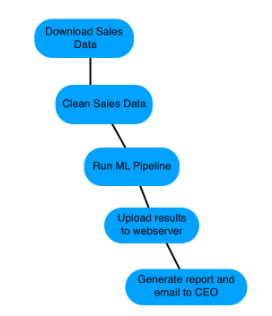 Download Sales
Data
Clean Sales Data
Run ML Pipeline
Upload results
to webserver
Generate report and
email to CEO